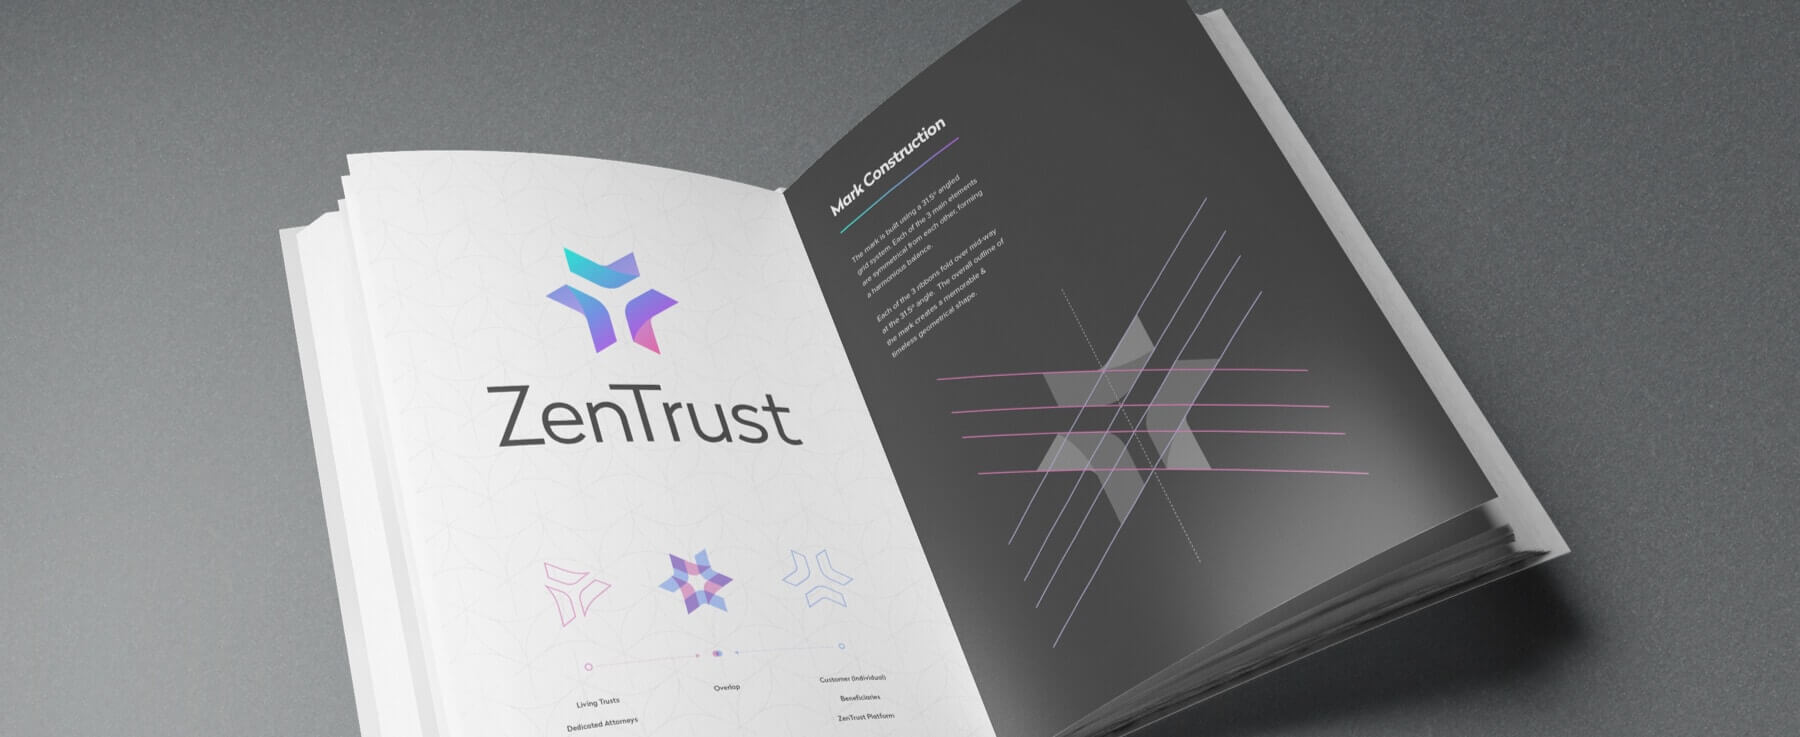 ZenTrust
Living Trusts
Dedicated Attorneys
Overlap
Customer (Individual)
Beneficiaries
ZenTrust Platform
Mark Construction
The mark is built using a 31.5° angled
grid system. Each of the 3 main elements
are symmetrical from each other, forming
a harmonious balance.
Each of the 3 ribbons fold over mid-way
at the 31.5° angle. The overall outline of
the mark creates a memorable &
timeless geometrical shape.